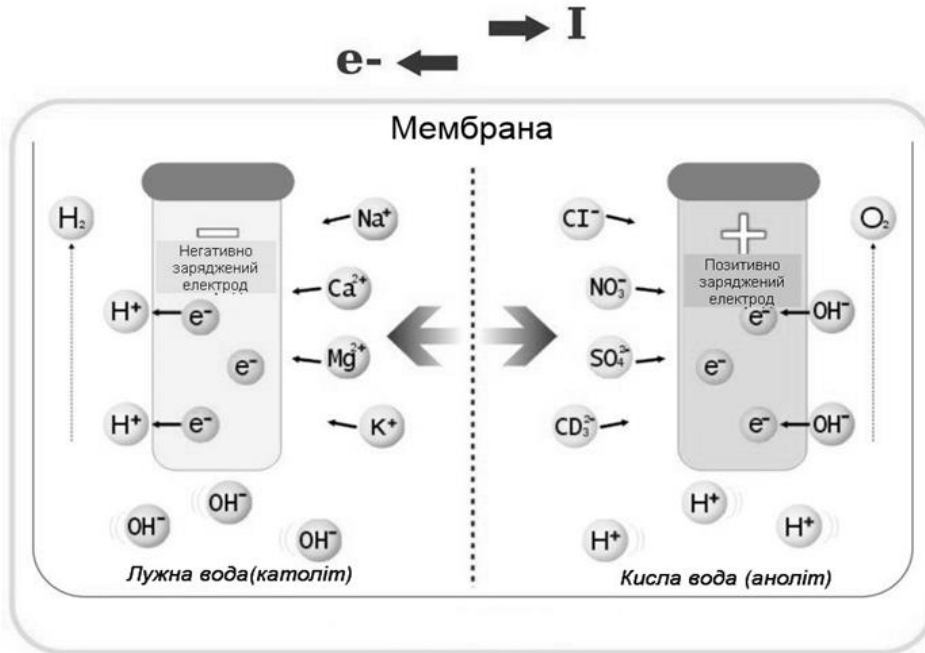 I
e-
Мембрана
H₂
Na⁺
Негативно
заряджений
електрод
Ca²⁺
H⁺
e⁻
e⁻
Mg²⁺
H⁺
e⁻
K⁺
OH⁻
OH⁻
OH⁻
Лужна вода(католіт)
CI⁻
O₂
Позитивно
заряджений
електрод
NO₃⁻
e⁻
OH⁻
SO₄²⁻
e⁻
CD₃²⁻
e⁻
OH⁻
H⁺
H⁺
H⁺
Кисла вода (аноліт)